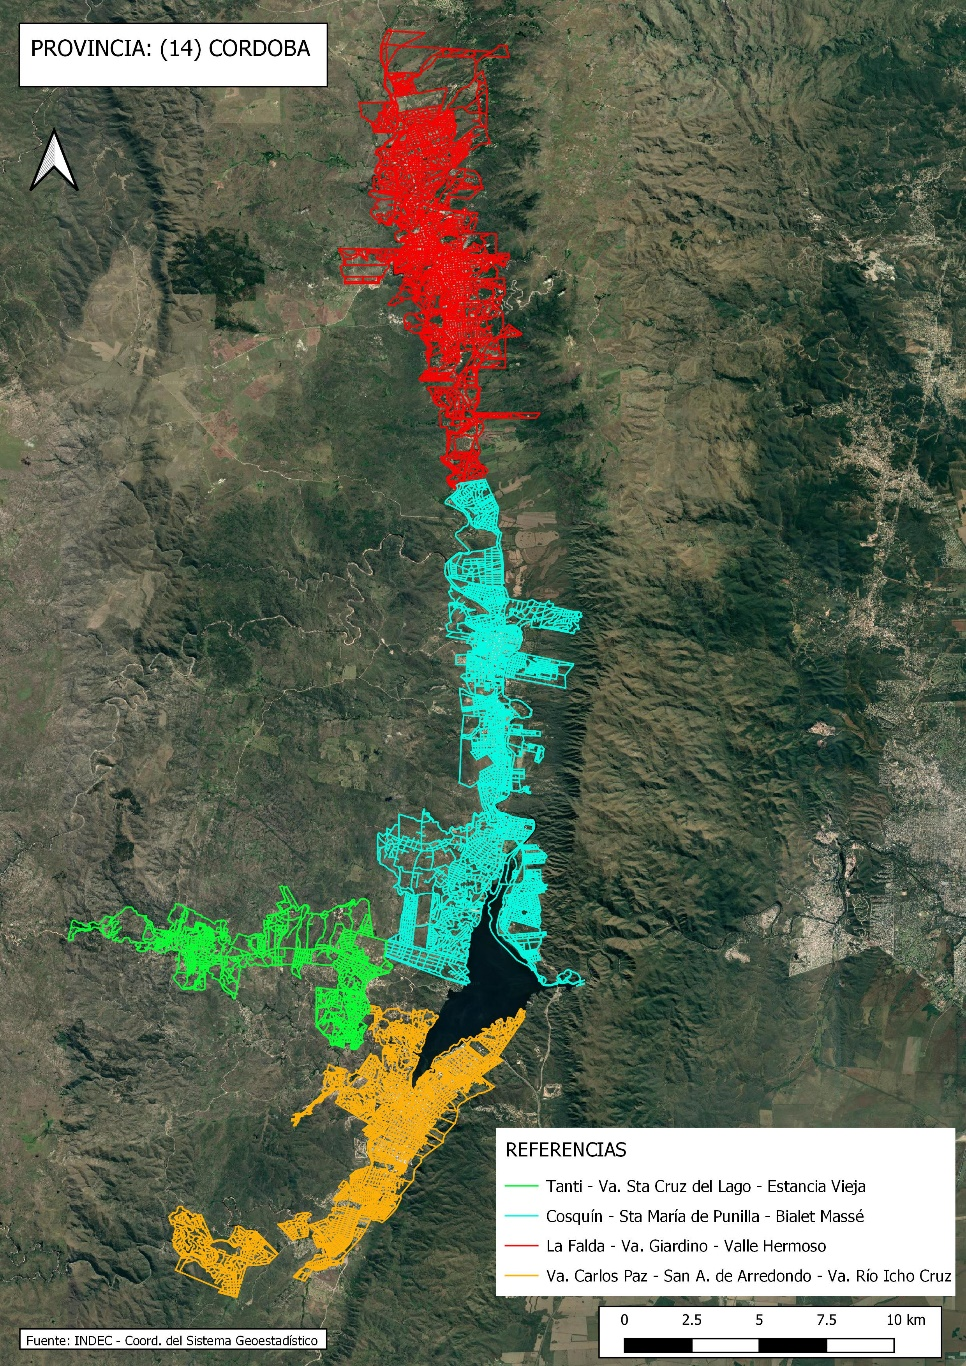 PROVINCIA: (14) CORDOBA
REFERENCIAS
Tanti - Va. Sta Cruz del Lago - Estancia Vieja
Cosquín - Sta María de Punilla - Bialet Massé
La Falda - Va. Giardino - Valle Hermoso
Va. Carlos Paz - San A. de Arredondo - Va. Río Icho Cruz
0 2.5 5 7.5 10 km
Fuente: INDEC - Coord. del Sistema Geoestadístico